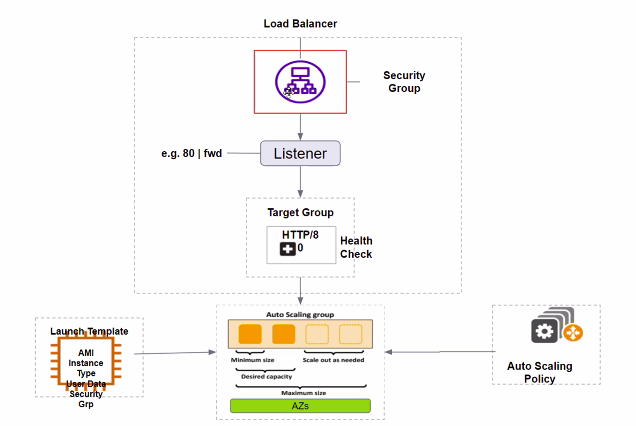 Load Balancer
Security
Group
e.g. 80 | fwd
Listener
Target Group
HTTP/8
0
Health
Check
Auto Scaling group
Minimum size
Scale out as needed
Desired capacity
Maximum size
AZs
Launch Template
AMI
Instance
Type
User Data
Security
Grp
Auto Scaling
Policy